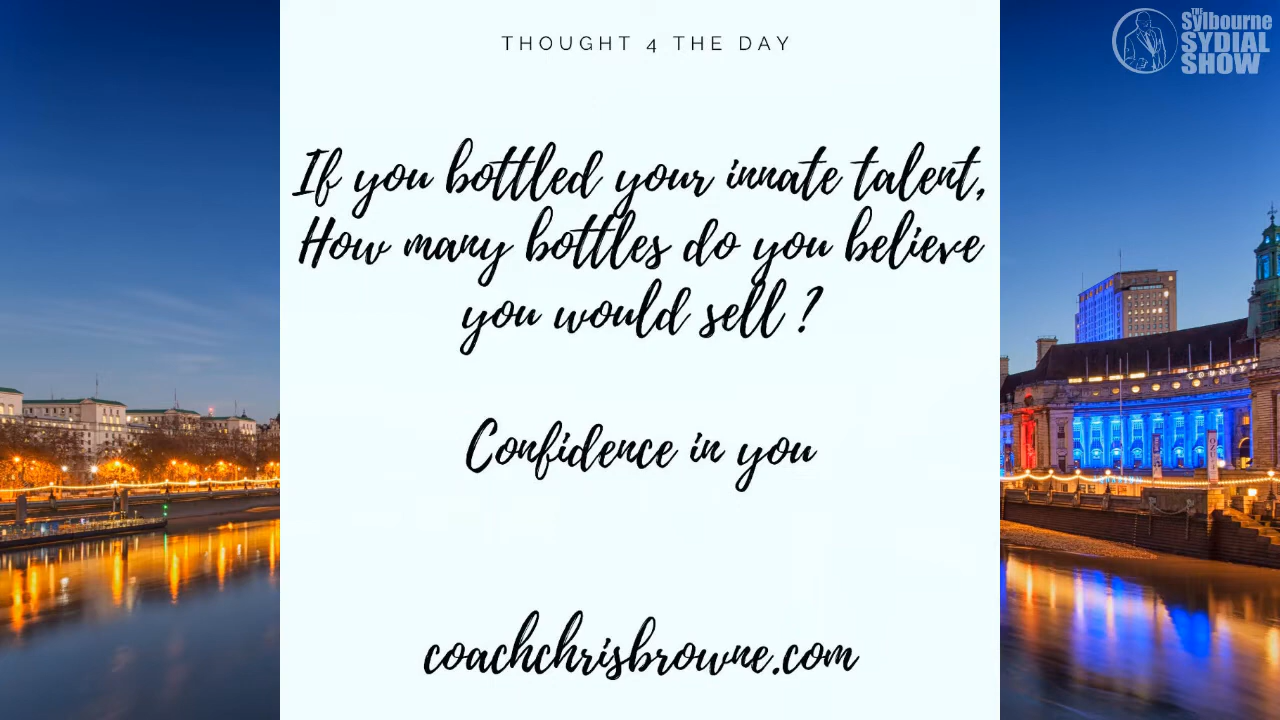 THOUGHT 4 THE DAY
THE
Sylbourne
SYDIAL
SHOW
If you bottled your innate talent,
How many bottles do you believe
you would sell ?
Confidence in you
coachchrisbrowne.com